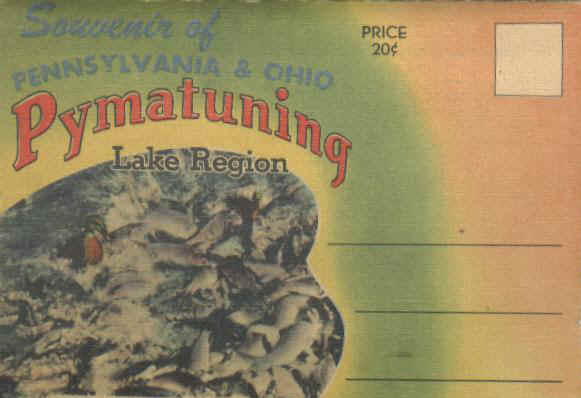 Souvenir of
PENNSYLVANIA & OHIO
Pymatuning
Lake Region
PRICE
20¢